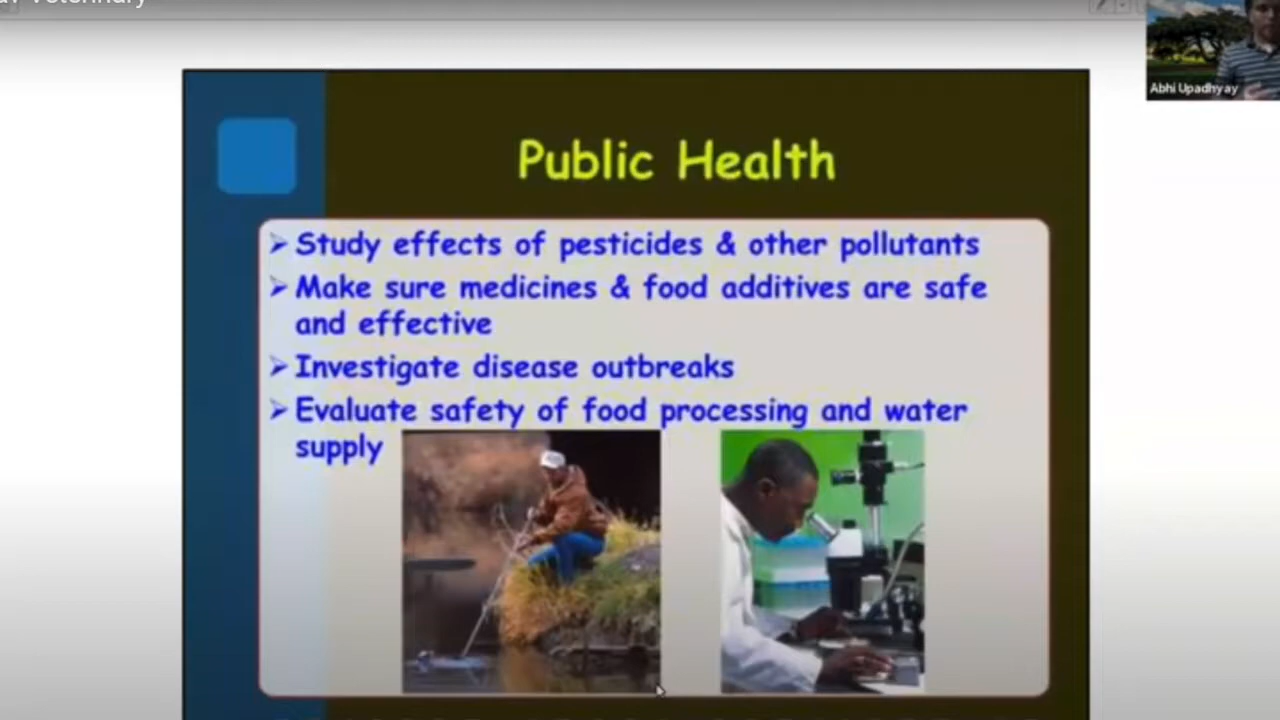 Veterinary
Abhi Upadhyay
Public Health
➢ Study effects of pesticides & other pollutants
➢ Make sure medicines & food additives are safe
and effective
➢ Investigate disease outbreaks
➢ Evaluate safety of food processing and water
supply